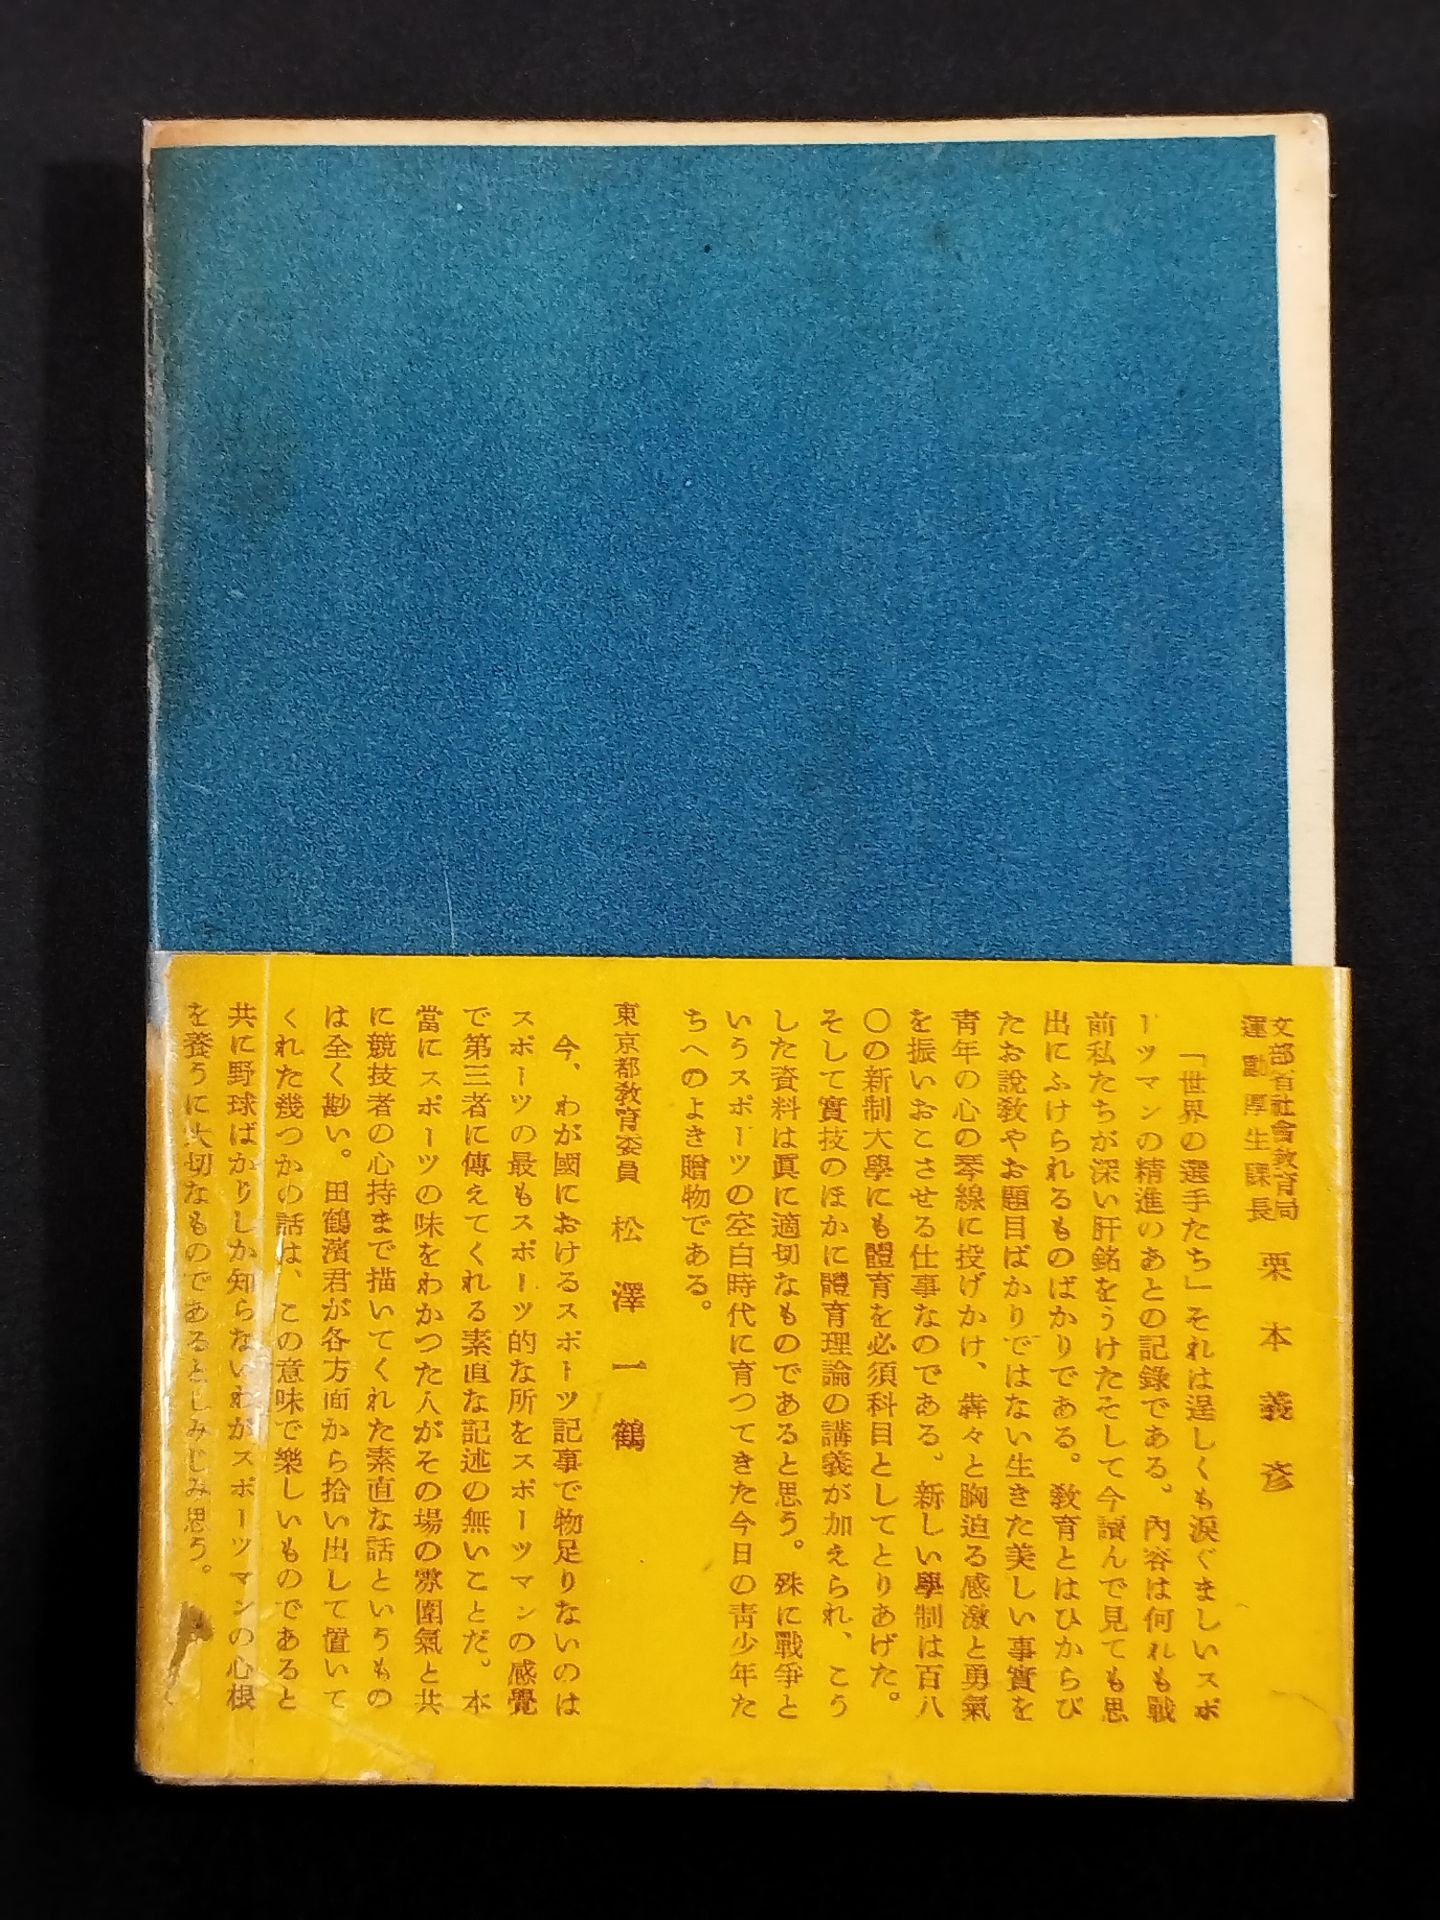 文部省社會教育局
運動厚生課長　栗本義彦
「世界の選手たち」それは逞しくも涙ぐましいスポ
ーツマンの精進のあとの記錄である。內容は何れも戰
前私たちが深い肝銘をうけたそして今讀んで見ても思
出にふけられるものばかりである。敎育とはひからび
たお說敎やお題目ばかりではない生きた美しい事實を
靑年の心の琴線に投げかけ、犇々と胸迫る感激と勇氣
を振いおこさせる仕事なのである。新しい學制は百八
〇の新制大學にも體育を必須科目としてとりあげた。
そして實技のほかに體育理論の講義が加えられ、こう
した資料は眞に適切なものであると思う。殊に戰爭と
いうスポーツの空白時代に育つてきた今日の靑少年た
ちへのよき贈物である。
東京都敎育委員　松澤一鶴
今、わが國におけるスポーツ記事で物足りないのは
スポーツの最もスポーツ的な所をスポーツマンの感覺
で第三者に傳えてくれる素直な記述の無いことだ。本
當にスポーツの味をわかつた人がその場の雰圍氣と共
に競技者の心持まで描いてくれた素直な話というもの
は全く尠い。田鶴濱君が各方面から拾い出して置いて
くれた幾つかの話は、この意味で樂しいものであると
共に野球ばかりしか知らないわがスポーツマンの心根
を養うに大切なものであるとしみじみ思う。